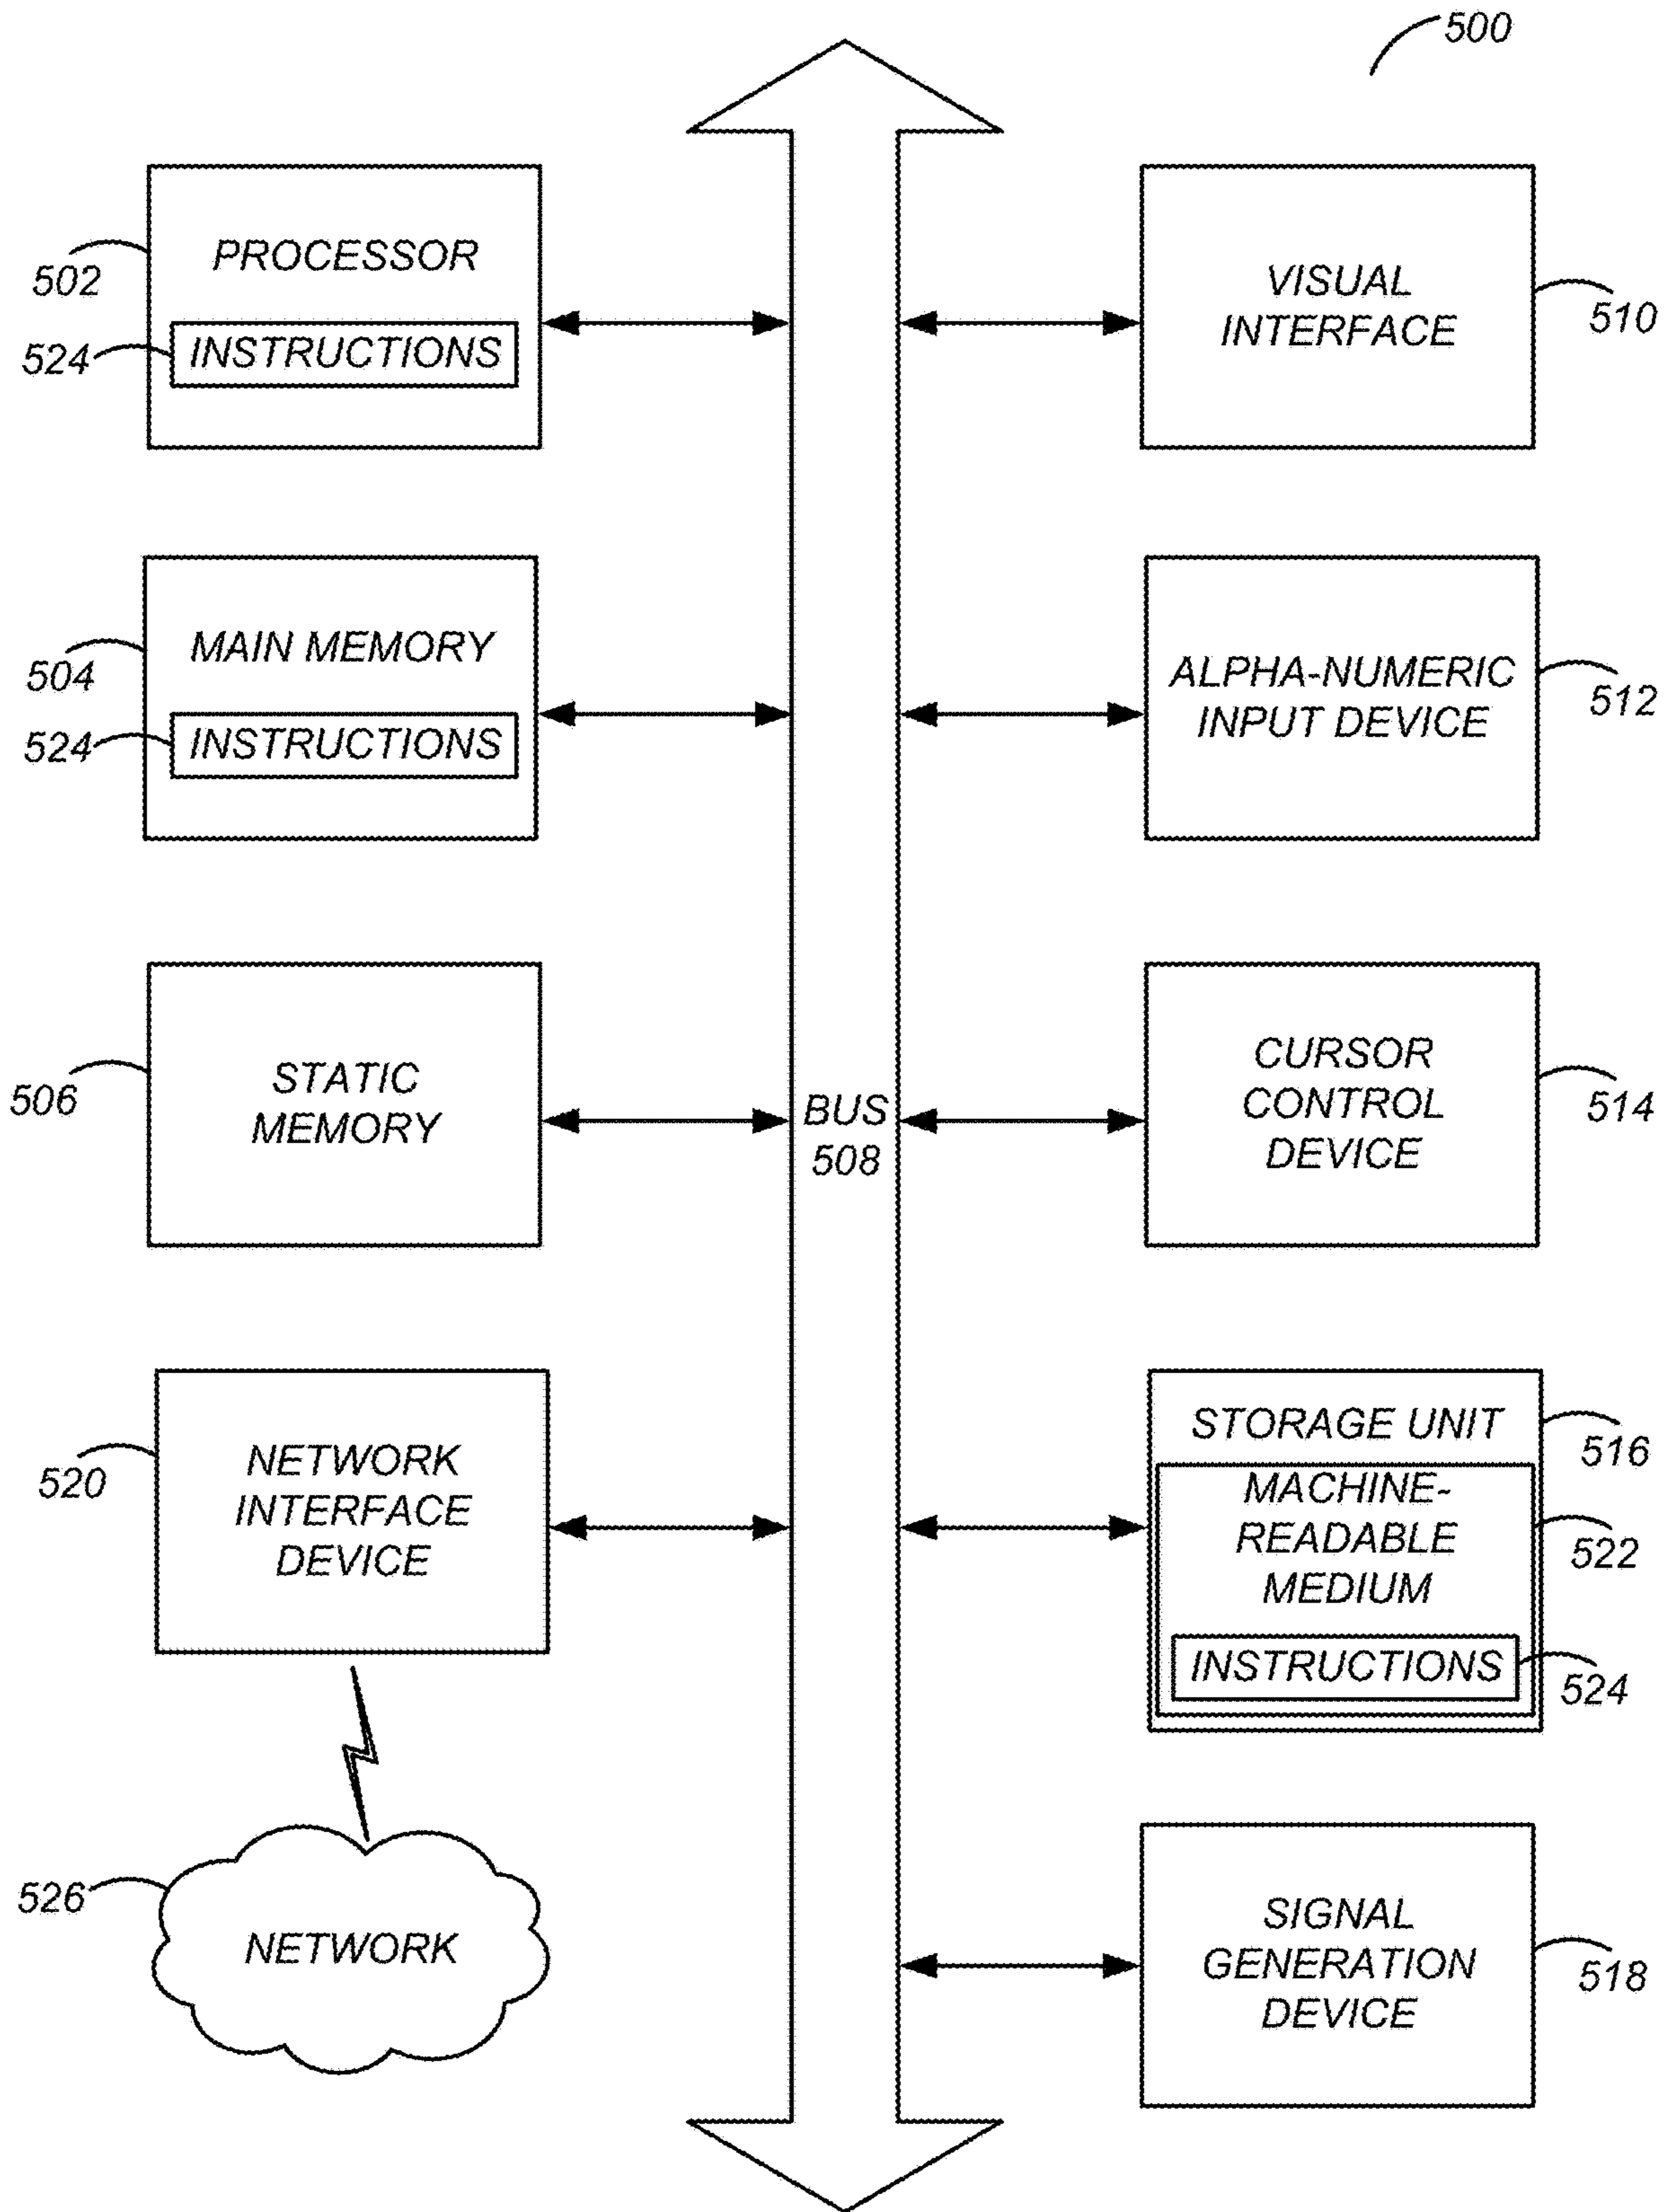 500
PROCESSOR
502
524
INSTRUCTIONS
VISUAL
INTERFACE
510
MAIN MEMORY
504
524
INSTRUCTIONS
ALPHA-NUMERIC
INPUT DEVICE
512
STATIC
MEMORY
506
BUS
508
CURSOR
CONTROL
DEVICE
514
NETWORK
INTERFACE
DEVICE
520
STORAGE UNIT
516
MACHINE-
READABLE
MEDIUM
522
INSTRUCTIONS
524
526
NETWORK
SIGNAL
GENERATION
DEVICE
518